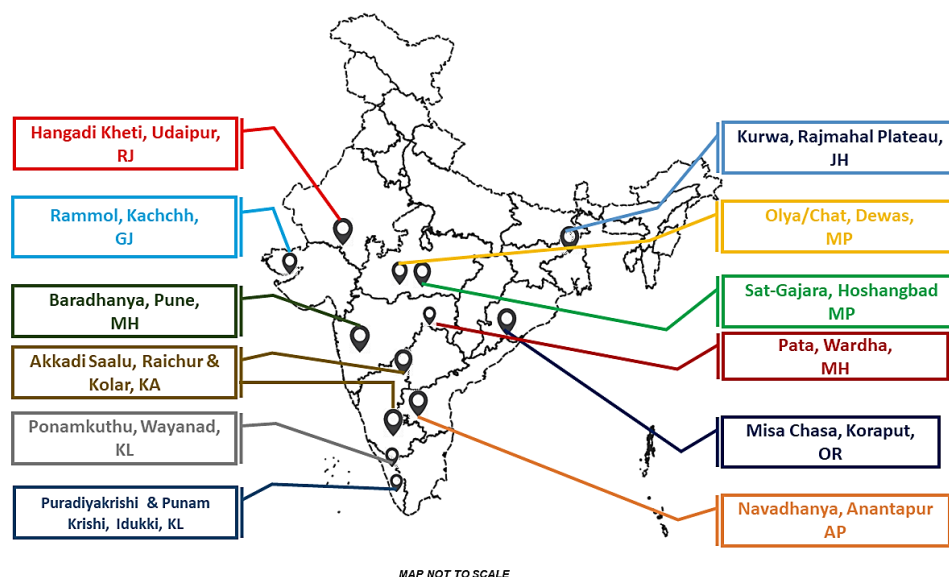 Hangadi Kheti, Udaipur,
RJ
Rammol, Kachchh,
GJ
Baradhanya, Pune,
MH
Akkadi Saalu, Raichur &
Kolar, KA
Ponamkuthu, Wayanad,
KL
Puradiyakrishi & Punam
Krishi, Idukki, KL
Kurwa, Rajmahal Plateau,
JH
Olya/Chat, Dewas,
MP
Sat-Gajara, Hoshangbad
MP
Pata, Wardha,
MH
Misa Chasa, Koraput,
OR
Navadhanya, Anantapur
AP
MAP NOT TO SCALE